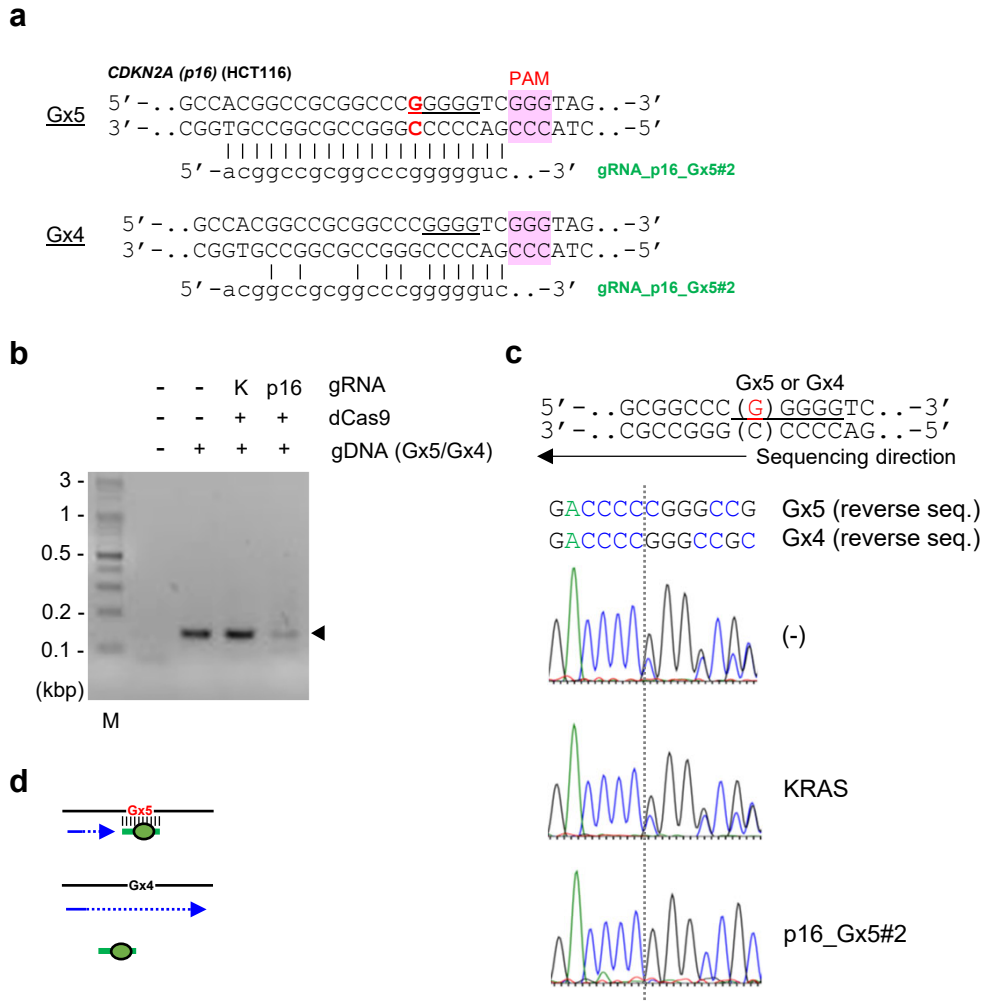 a
CDKN2A (p16) (HCT116)
PAM
Gx5
5′-..GCCACGGCCGCGGCCCGGGGGTCGGGTAG..-3′
3′-..CGGTGCCGGCGCCGGGCCCCCAGCCCATC..-5′
5′-acggccgcggcccggggguc..-3′ gRNA_p16_Gx5#2
Gx4
5′-..GCCACGGCCGCGGCCCGGGGTCGGGTAG..-3′
3′-..CGGTGCCGGCGCCGGGCCCCAGCCCATC..-5′
5′-acggccgcggcccggggguc..-3′ gRNA_p16_Gx5#2
b
- - K p16 gRNA
- - + + dCas9
- + + + gDNA (Gx5/Gx4)
3 -
1 -
0.5 -
0.2 -
0.1 -
(kbp)
M
c
Gx5 or Gx4
5′-..GCGGCCC(G)GGGGTC..-3′
3′-..CGCCGGG(C)CCCCAG..-5′
Sequencing direction
GACCCCCGGGCCG Gx5 (reverse seq.)
GACCCCGGGCCGC Gx4 (reverse seq.)
(-)
KRAS
p16_Gx5#2
d
Gx5
Gx4